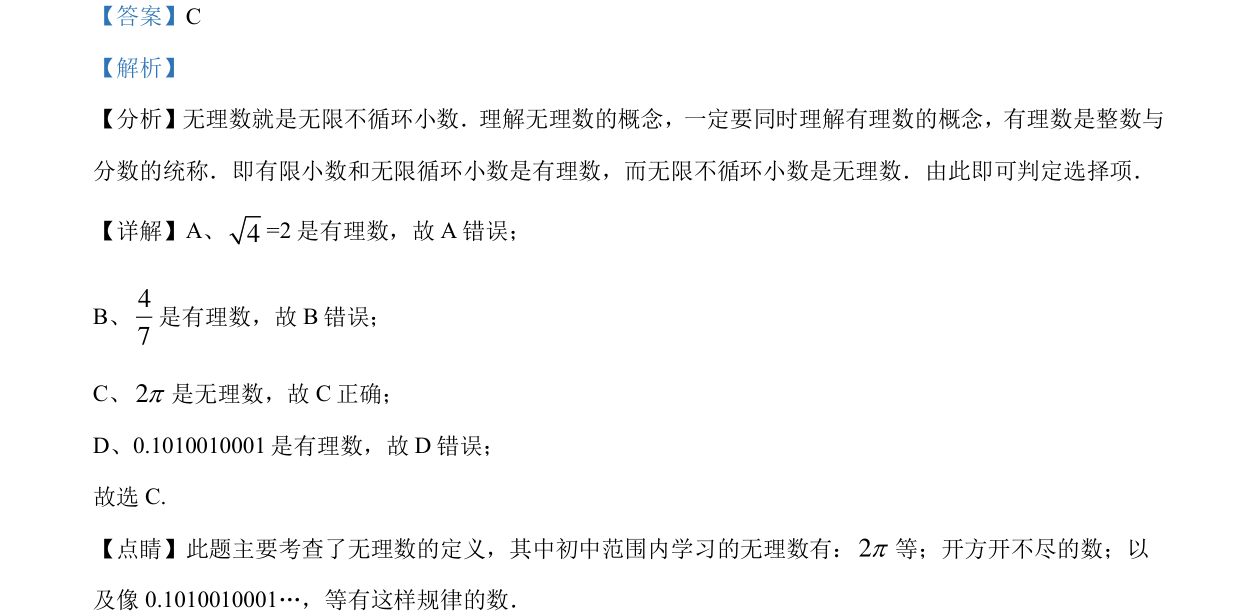 【答案】C
【解析】
【分析】无理数就是无限不循环小数．理解无理数的概念，一定要同时理解有理数的概念，有理数是整数与
分数的统称．即有限小数和无限循环小数是有理数，而无限不循环小数是无理数．由此即可判定选择项．
【详解】A、√4=2 是有理数，故 A 错误；
B、4/7 是有理数，故 B 错误；
C、2π 是无理数，故 C 正确；
D、0.1010010001 是有理数，故 D 错误；
故选 C.
【点睛】此题主要考查了无理数的定义，其中初中范围内学习的无理数有：2π 等；开方开不尽的数；以
及像 0.1010010001…，等有这样规律的数．